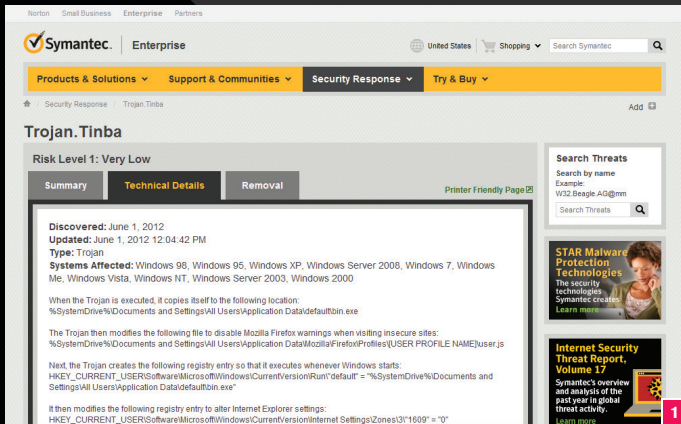 Norton Small Business Enterprise Partners
Symantec. Enterprise
United States Shopping Search Symantec
Products & Solutions Support & Communities Security Response Try & Buy
/ Security Response / Trojan.Tinba
Add
Trojan.Tinba
Risk Level 1: Very Low
Summary Technical Details Removal
Printer Friendly Page
Discovered: June 1, 2012
Updated: June 1, 2012 12:04:42 PM
Type: Trojan
Systems Affected: Windows 98, Windows 95, Windows XP, Windows Server 2008, Windows 7, Windows
Me, Windows Vista, Windows NT, Windows Server 2003, Windows 2000
When the Trojan is executed, it copies itself to the following location:
%SystemDrive%\Documents and Settings\All Users\Application Data\default\bin.exe
The Trojan then modifies the following file to disable Mozilla Firefox warnings when visiting insecure sites:
%SystemDrive%\Documents and Settings\All Users\Application Data\Mozilla\Firefox\Profiles\[USER PROFILE NAME]\user.js
Next, the Trojan creates the following registry entry so that it executes whenever Windows starts:
HKEY_CURRENT_USER\Software\Microsoft\Windows\CurrentVersion\Run\"default" = "%SystemDrive%\Documents and
Settings\All Users\Application Data\default\bin.exe"
It then modifies the following registry entry to alter Internet Explorer settings:
HKEY_CURRENT_USER\Software\Microsoft\Windows\CurrentVersion\Internet Settings\Zones\3\"1609" = "0"
Search Threats
Search by name
Example:
W32.Beagle.AG@mm
Search Threats
STAR Malware
Protection
Technologies
The security
technologies
Symantec creates
Learn more
Internet Security
Threat Report,
Volume 17
Symantec's overview
and analysis of the
past year in global
threat activity.
Learn more
1